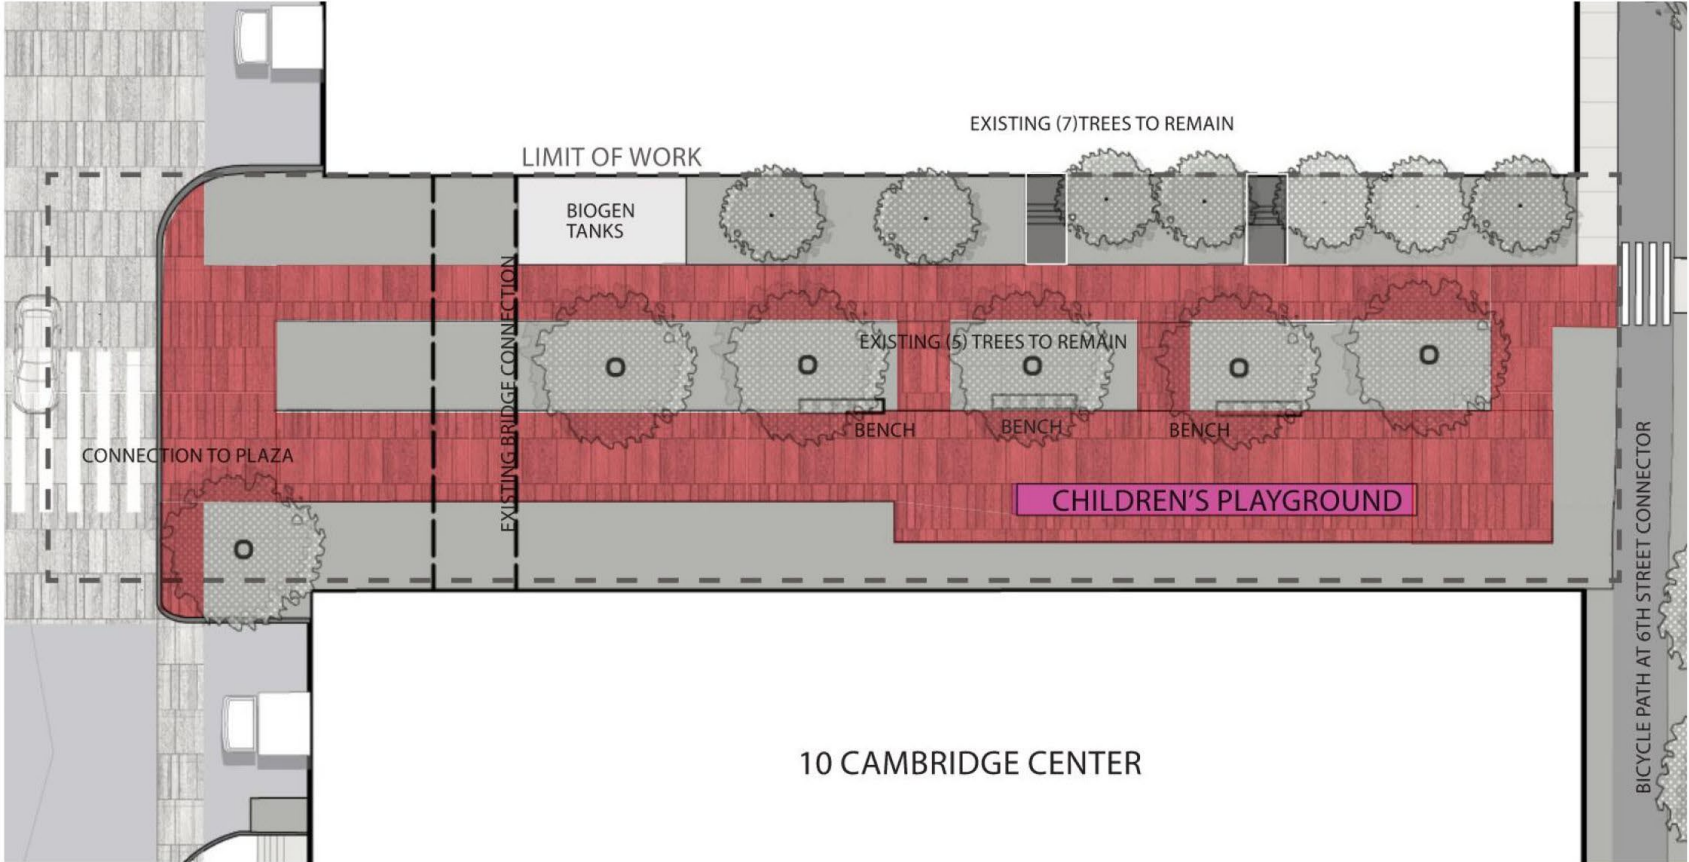 EXISTING (7)TREES TO REMAIN
LIMIT OF WORK
BIOGEN
TANKS
EXISTING BRIDGE CONNECTION
EXISTING (5) TREES TO REMAIN
BENCH
BENCH
BENCH
CONNECTION TO PLAZA
CHILDREN'S PLAYGROUND
BICYCLE PATH AT 6TH STREET CONNECTOR
10 CAMBRIDGE CENTER